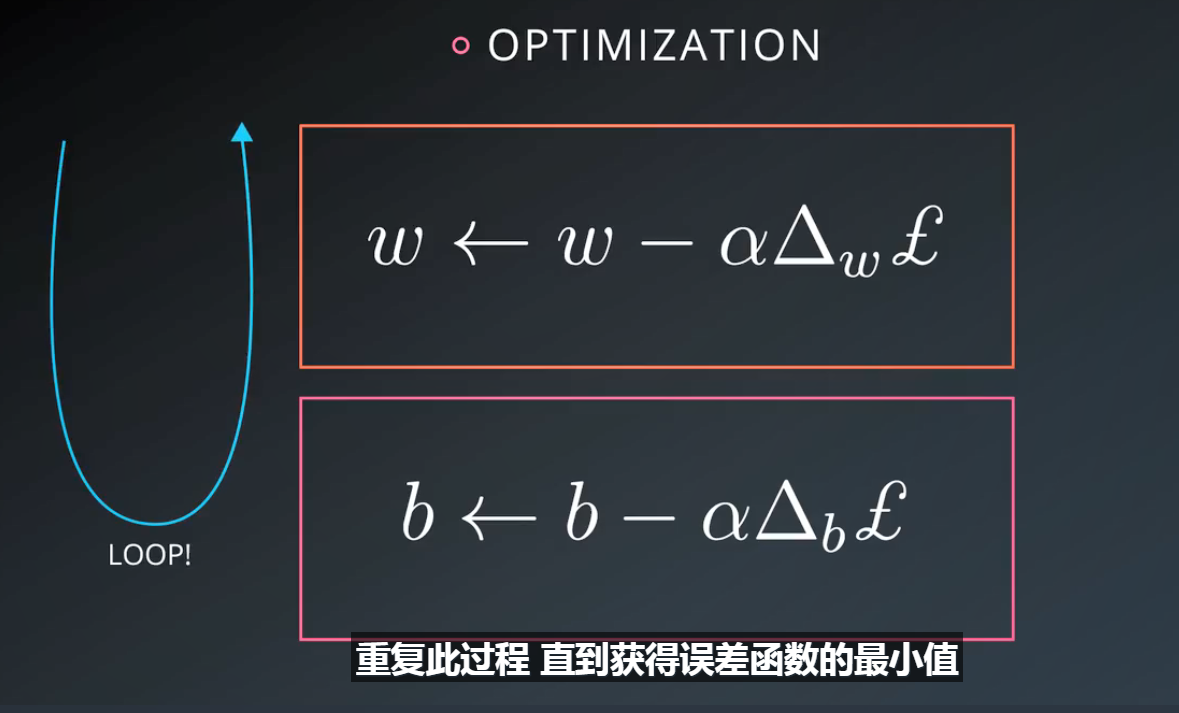 OPTIMIZATION
w ← w − αΔ_w £
b ← b − αΔ_b £
LOOP!
重复此过程 直到获得误差函数的最小值